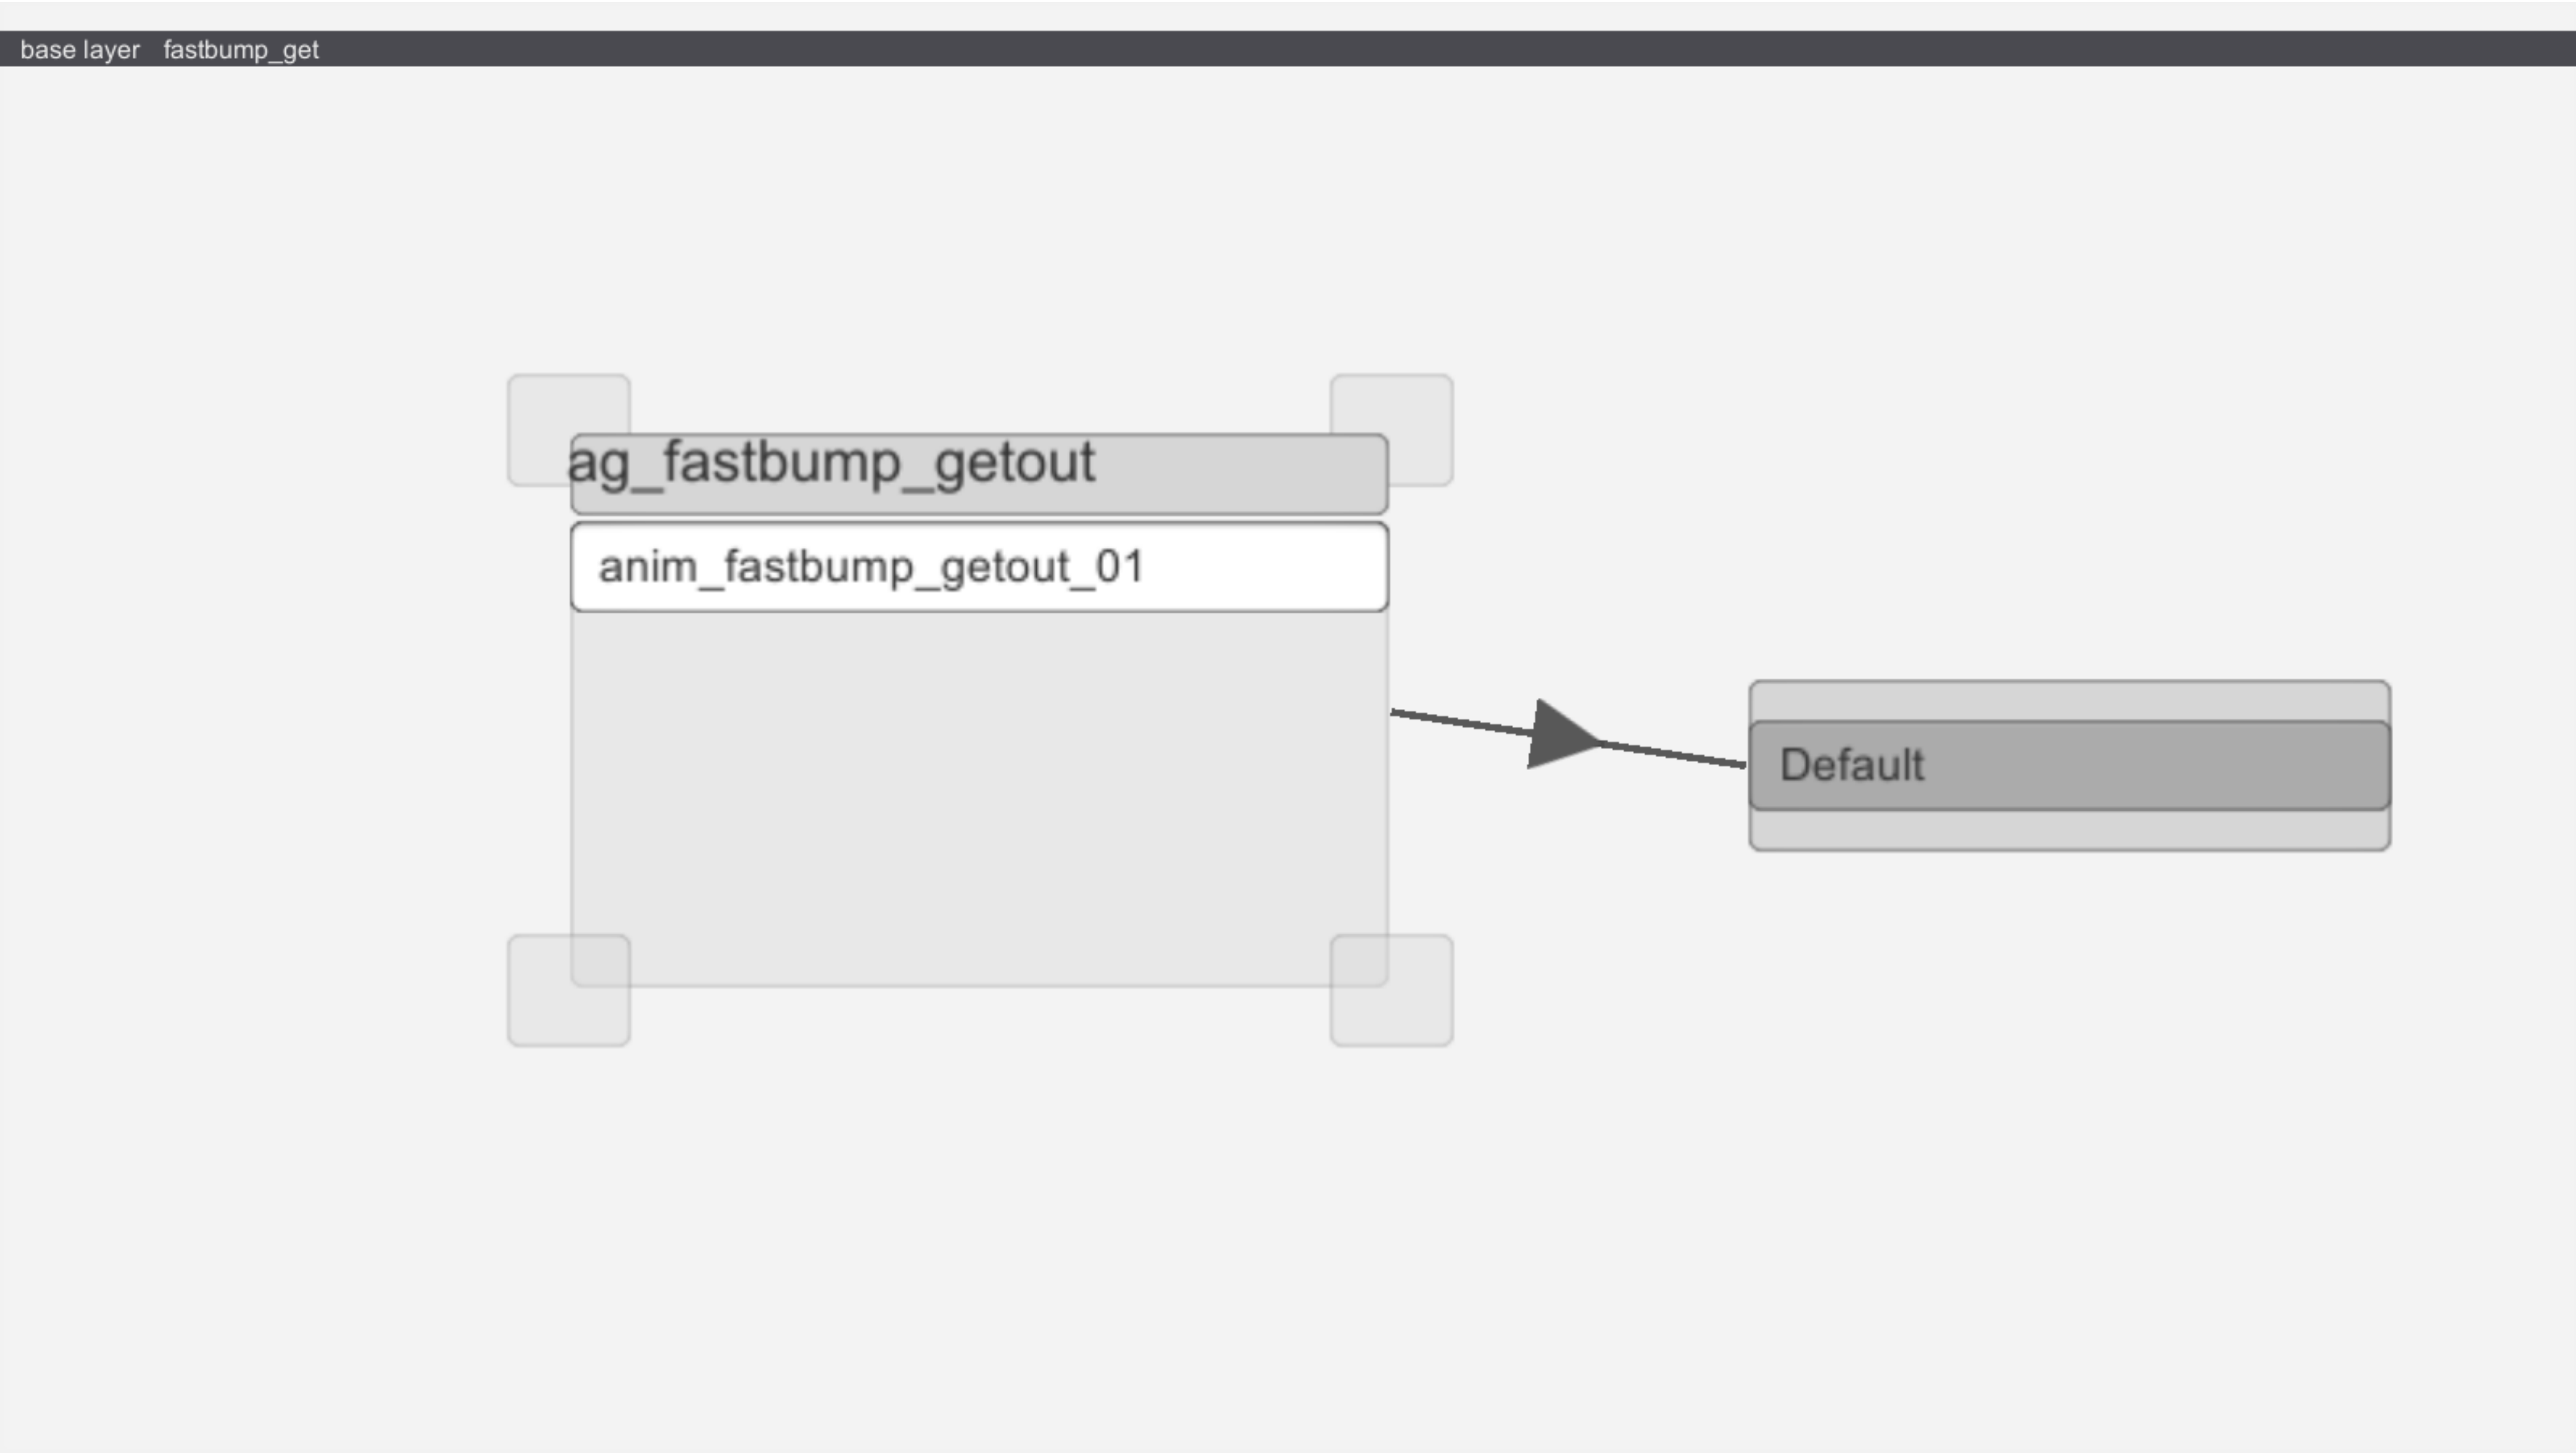 base layer fastbump_get
ag_fastbump_getout
anim_fastbump_getout_01
Default